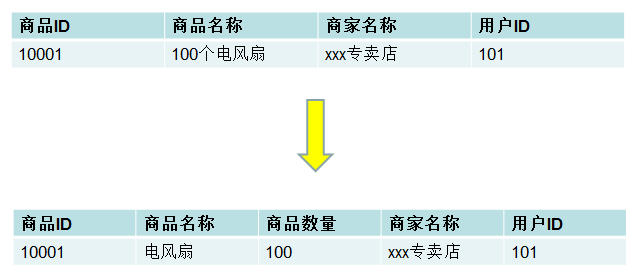 商品ID 商品名称 商家名称 用户ID
10001 100个电风扇 xxx专卖店 101
商品ID 商品名称 商品数量 商家名称 用户ID
10001 电风扇 100 xxx专卖店 101